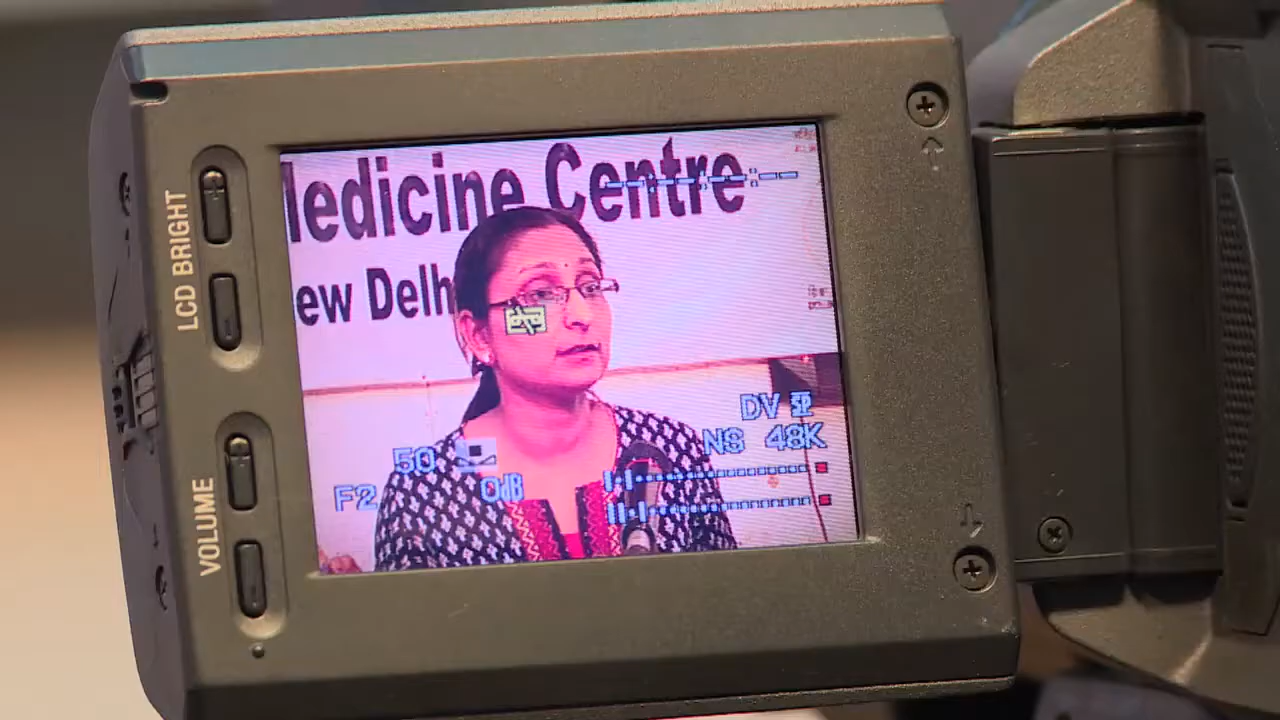 LCD BRIGHT
VOLUME
ledicine Centre
ew Delh
DV SP
NS 48K
50
F2 0dB